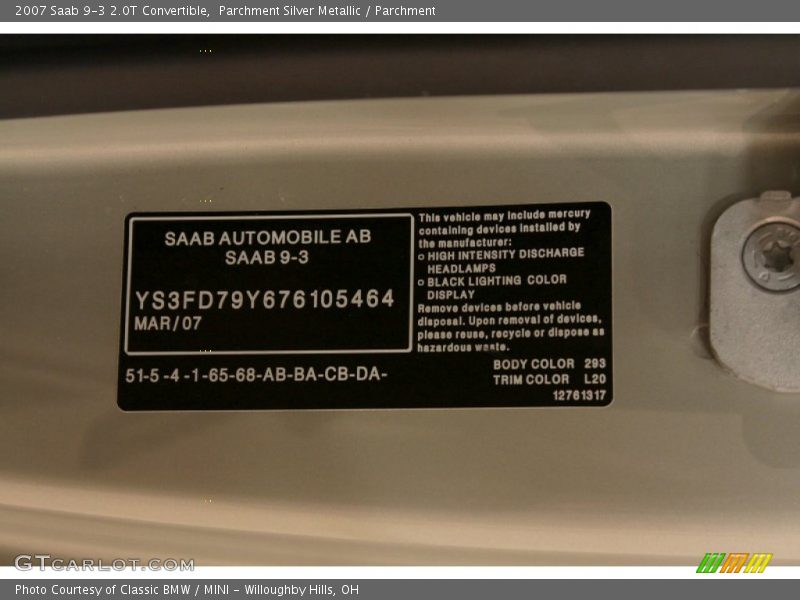 2007 Saab 9-3 2.0T Convertible,  Parchment Silver Metallic / Parchment
SAAB AUTOMOBILE AB
SAAB 9-3
YS3FD79Y676105464
MAR/07
This vehicle may include mercury
containing devices installed by
the manufacturer:
o HIGH INTENSITY DISCHARGE
HEADLAMPS
o BLACK LIGHTING COLOR
DISPLAY
Remove devices before vehicle
disposal. Upon removal of devices,
please reuse, recycle or dispose as
hazardous waste.
51-5 -4 -1-65-68-AB-BA-CB-DA-
BODY COLOR 293
TRIM COLOR L20
12761317
GTCARLOT.COM
Photo Courtesy of Classic BMW / MINI - Willoughby Hills, OH